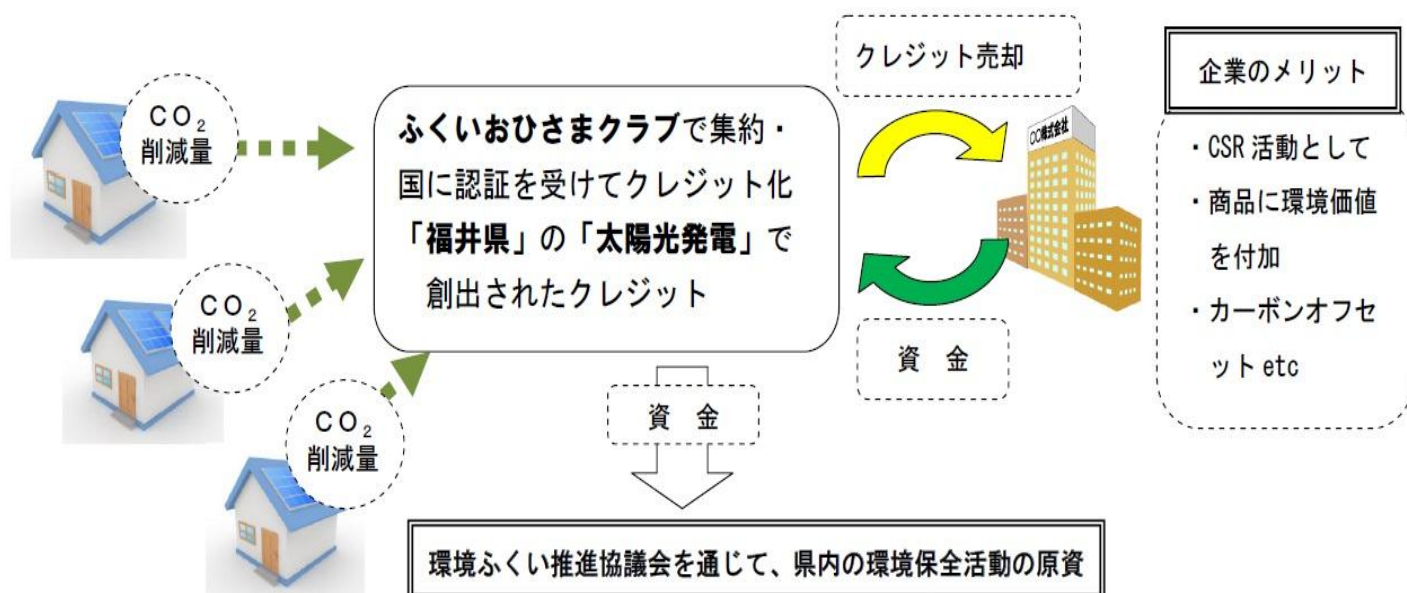 CO₂
削減量
CO₂
削減量
CO₂
削減量
ふくいおひさまクラブで集約・
国に認証を受けてクレジット化
「福井県」の「太陽光発電」で
創出されたクレジット
クレジット売却
〇〇株式会社
資 金
企業のメリット
・CSR 活動として
・商品に環境価値
を付加
・カーボンオフセ
ット etc
資 金
環境ふくい推進協議会を通じて、県内の環境保全活動の原資